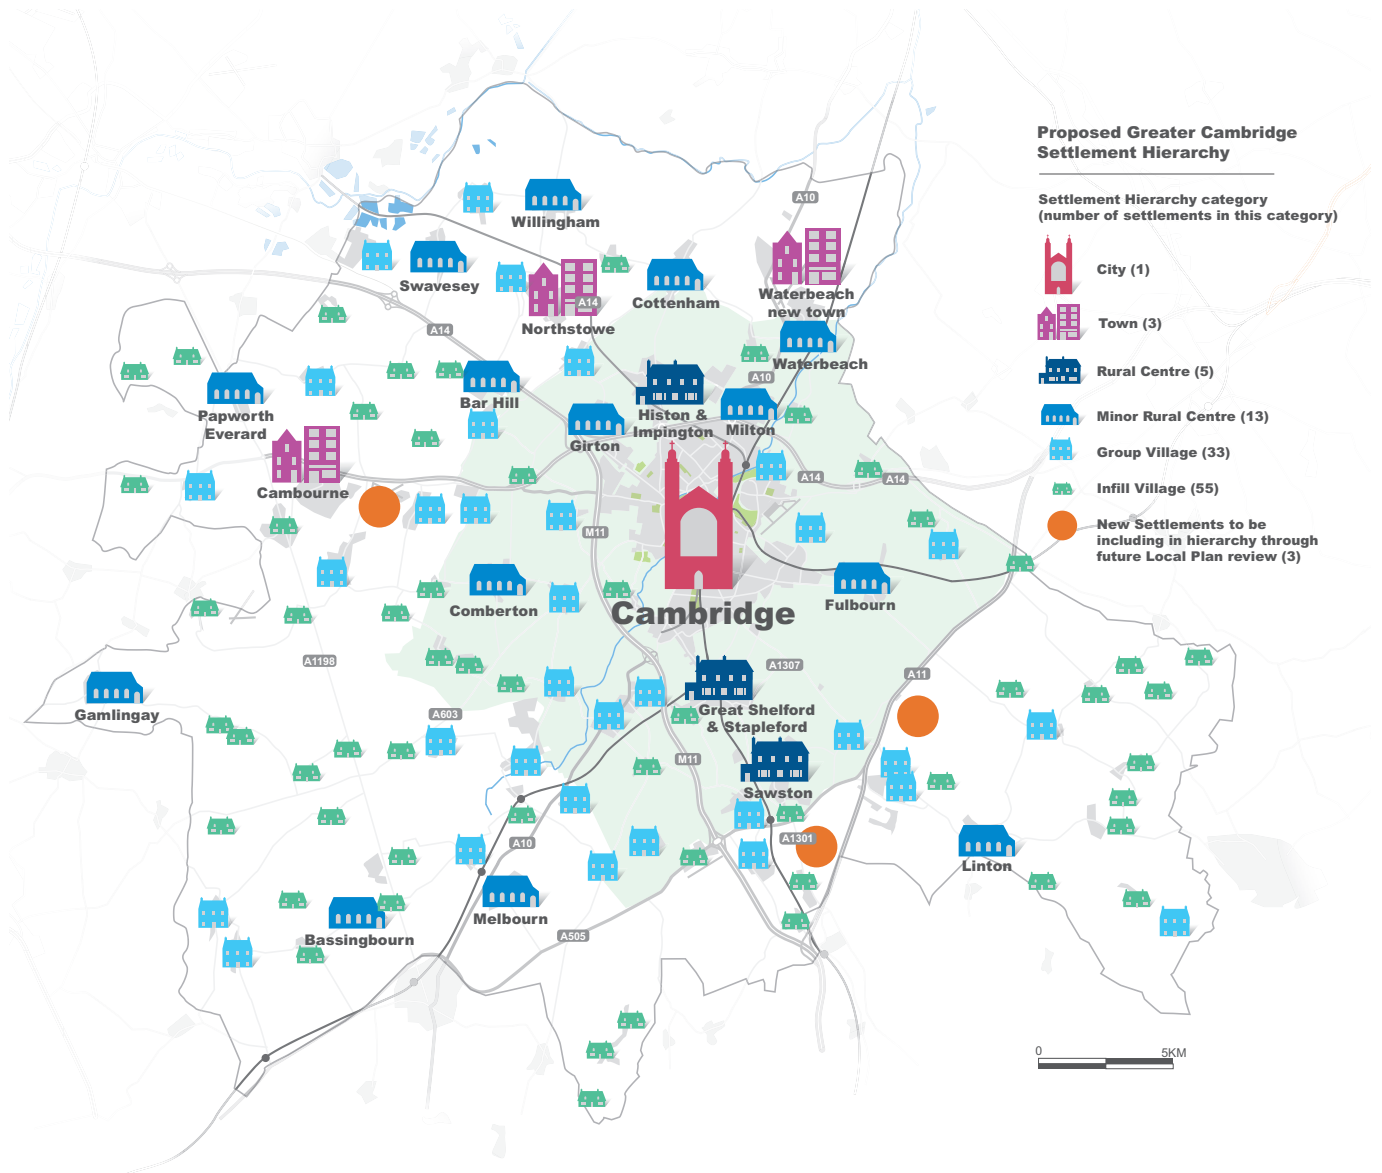 Proposed Greater Cambridge
Settlement Hierarchy
Settlement Hierarchy category
(number of settlements in this category)
City (1)
Town (3)
Rural Centre (5)
Minor Rural Centre (13)
Group Village (33)
Infill Village (55)
New Settlements to be
including in hierarchy through
future Local Plan review (3)
A10
Willingham
Swavesey
Cottenham
Waterbeach
new town
A14
Northstowe
A14
Waterbeach
A10
Bar Hill
Papworth
Everard
Histon &
Impington
Milton
Girton
Cambourne
A14
A14
M11
Comberton
Fulbourn
Cambridge
A1198
A1307
A11
Gamlingay
A603
Great Shelford
& Stapleford
M11
Sawston
A10
A1301
Linton
Melbourn
Bassingbourn
A505
0
5KM